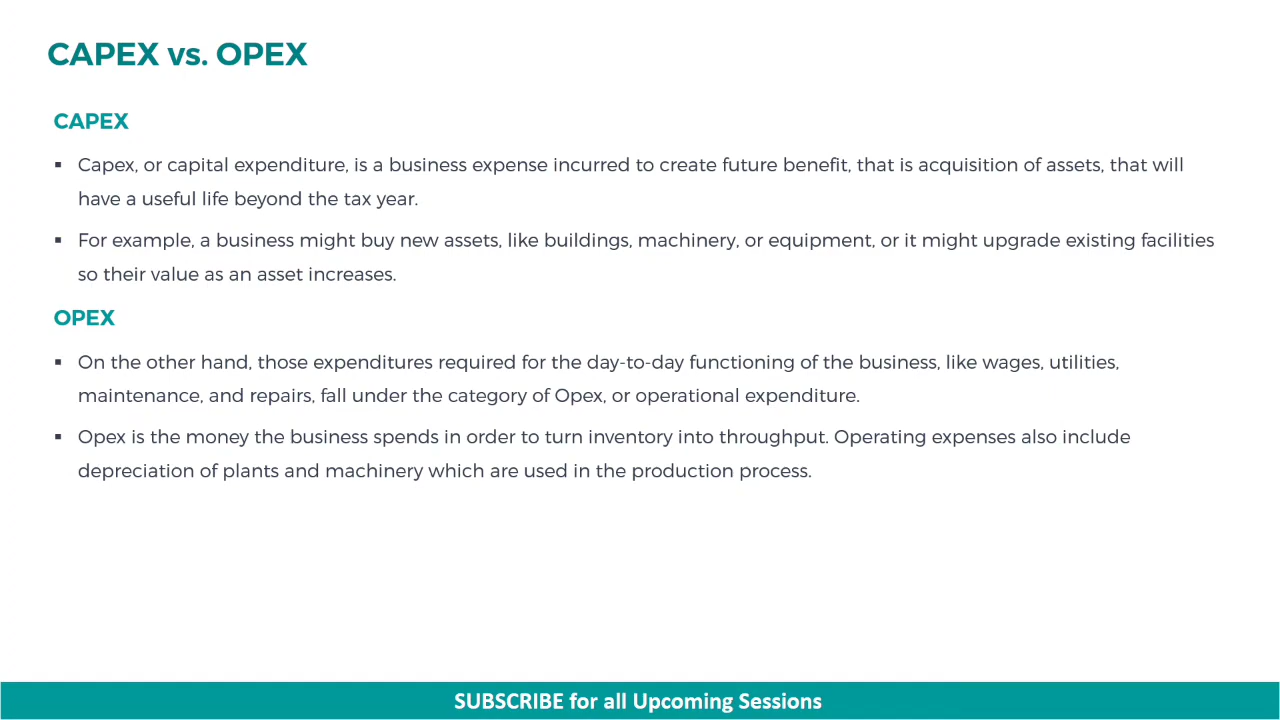 CAPEX vs. OPEX
CAPEX
▪ Capex, or capital expenditure, is a business expense incurred to create future benefit, that is acquisition of assets, that will
have a useful life beyond the tax year.
▪ For example, a business might buy new assets, like buildings, machinery, or equipment, or it might upgrade existing facilities
so their value as an asset increases.
OPEX
▪ On the other hand, those expenditures required for the day-to-day functioning of the business, like wages, utilities,
maintenance, and repairs, fall under the category of Opex, or operational expenditure.
▪ Opex is the money the business spends in order to turn inventory into throughput. Operating expenses also include
depreciation of plants and machinery which are used in the production process.
SUBSCRIBE for all Upcoming Sessions